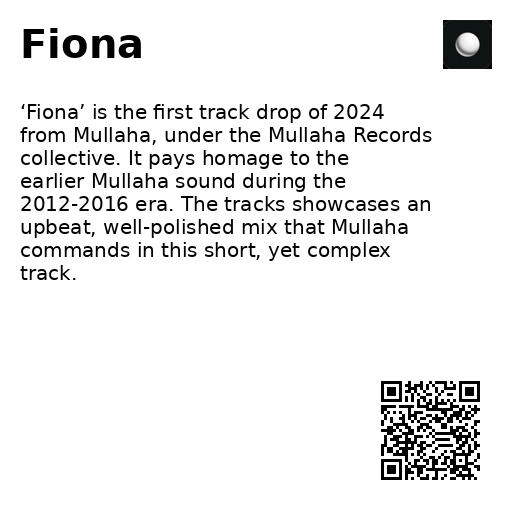 Fiona
‘Fiona’ is the first track drop of 2024
from Mullaha, under the Mullaha Records
collective. It pays homage to the
earlier Mullaha sound during the
2012-2016 era. The tracks showcases an
upbeat, well-polished mix that Mullaha
commands in this short, yet complex
track.